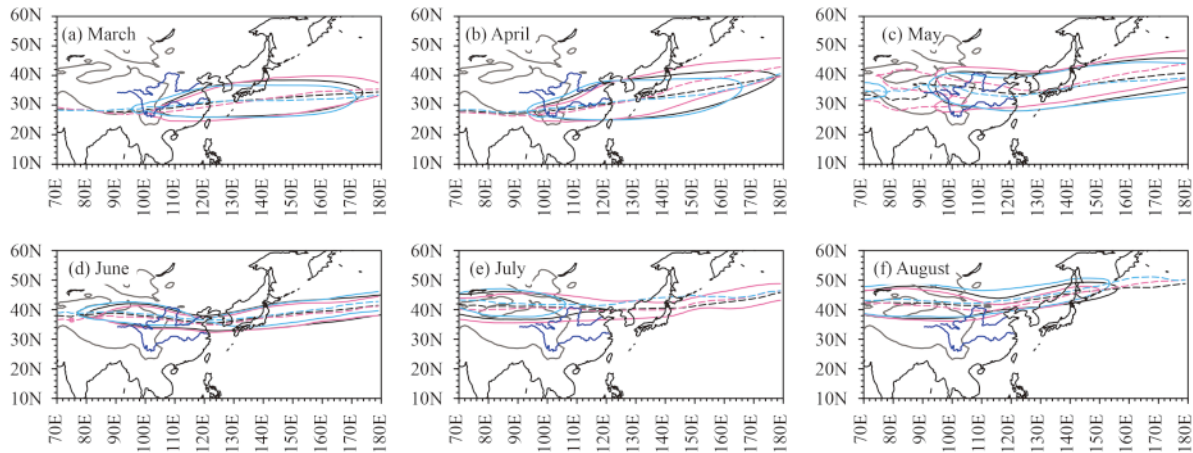 60N
50N
40N
30N
20N
10N
(a) March
70E 80E 90E 100E 110E 120E 130E 140E 150E 160E 170E 180E
60N
50N
40N
30N
20N
10N
(b) April
70E 80E 90E 100E 110E 120E 130E 140E 150E 160E 170E 180E
60N
50N
40N
30N
20N
10N
(c) May
70E 80E 90E 100E 110E 120E 130E 140E 150E 160E 170E 180E
60N
50N
40N
30N
20N
10N
(d) June
70E 80E 90E 100E 110E 120E 130E 140E 150E 160E 170E 180E
60N
50N
40N
30N
20N
10N
(e) July
70E 80E 90E 100E 110E 120E 130E 140E 150E 160E 170E 180E
60N
50N
40N
30N
20N
10N
(f) August
70E 80E 90E 100E 110E 120E 130E 140E 150E 160E 170E 180E